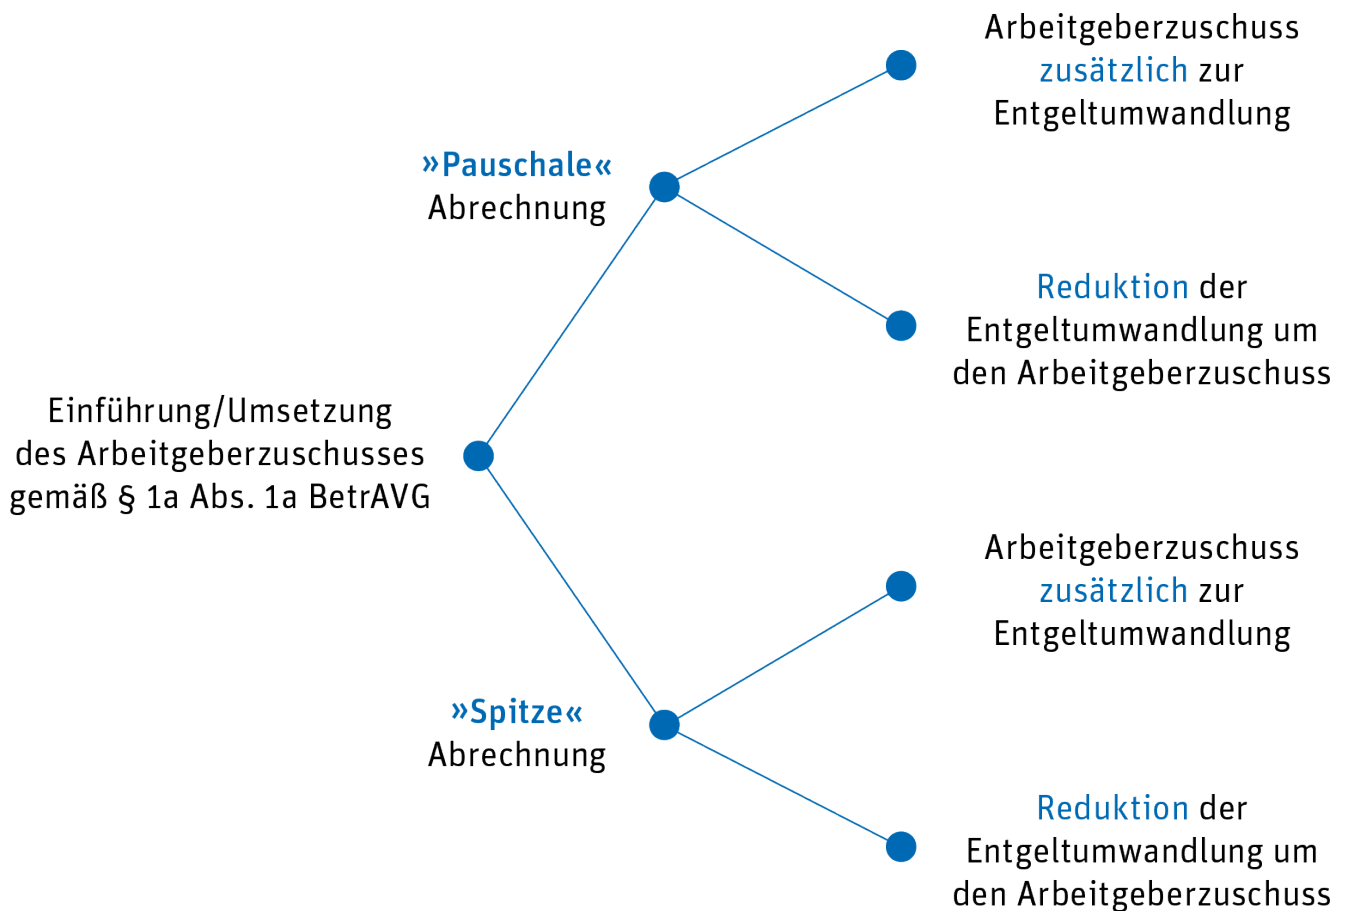 Arbeitgeberzuschuss
zusätzlich zur
Entgeltumwandlung
»Pauschale«
Abrechnung
Reduktion der
Entgeltumwandlung um
den Arbeitgeberzuschuss
Einführung/Umsetzung
des Arbeitgeberzuschusses
gemäß § 1a Abs. 1a BetrAVG
Arbeitgeberzuschuss
zusätzlich zur
Entgeltumwandlung
»Spitze«
Abrechnung
Reduktion der
Entgeltumwandlung um
den Arbeitgeberzuschuss